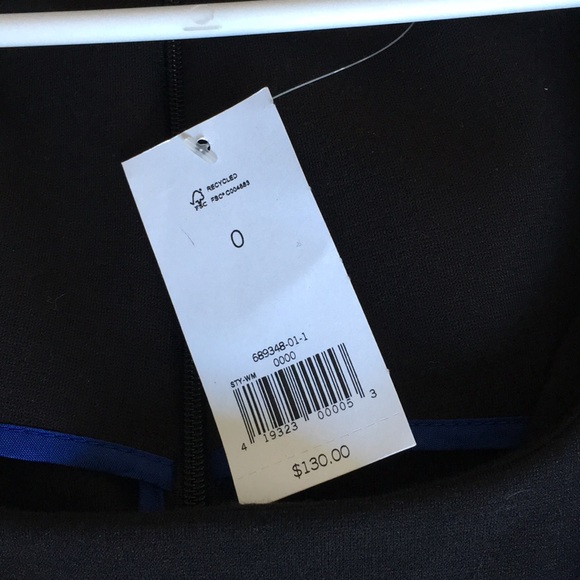 RECYCLED
FSC FSC® C004883
0
689348-01-1
0000
STY-WM
4 19323 00005 3
$130.00